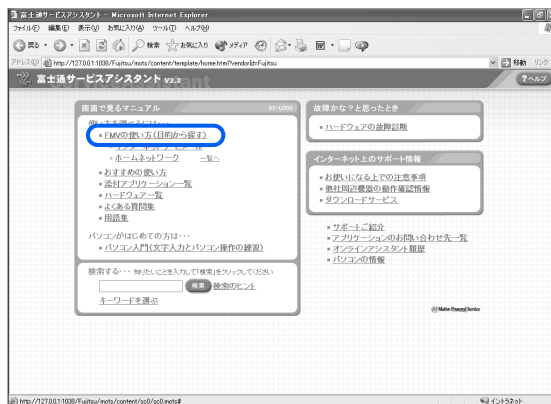 富士通サービスアシスタント - Microsoft Internet Explorer
ファイル(F) 編集(E) 表示(V) お気に入り(A) ツール(T) ヘルプ(H)
戻る 検索 お気に入り メディア
アドレス(D) http://127.0.0.1:1038/Fujitsu/mots/content/template/home.htm?vendorId=Fujitsu 移動 リンク
富士通サービスアシスタント V2.2 ?ヘルプ
画面で見るマニュアル
FMVの使い方(目的から探す)
ホームネットワーク 一覧へ
おすすめの使い方
添付アプリケーション一覧
ハードウェア一覧
よくある質問集
用語集
パソコンがはじめての方は・・・
パソコン入門(文字入力とパソコン操作の練習)
検索する・・・ 知りたいことを入力して「検索」をクリックしてください
検索 検索のヒント
キーワードを選ぶ
故障かな?と思ったとき
ハードウェアの故障診断
インターネット上のサポート情報
お使いになる上での注意事項
他社周辺機器の動作確認情報
ダウンロードサービス
サポートご紹介
アプリケーションのお問い合わせ先一覧
オンラインアシスタント履歴
パソコンの情報
Motive Powered Service
http://127.0.0.1:1038/Fujitsu/mots/content/sc0/sc0.mots# イントラネット